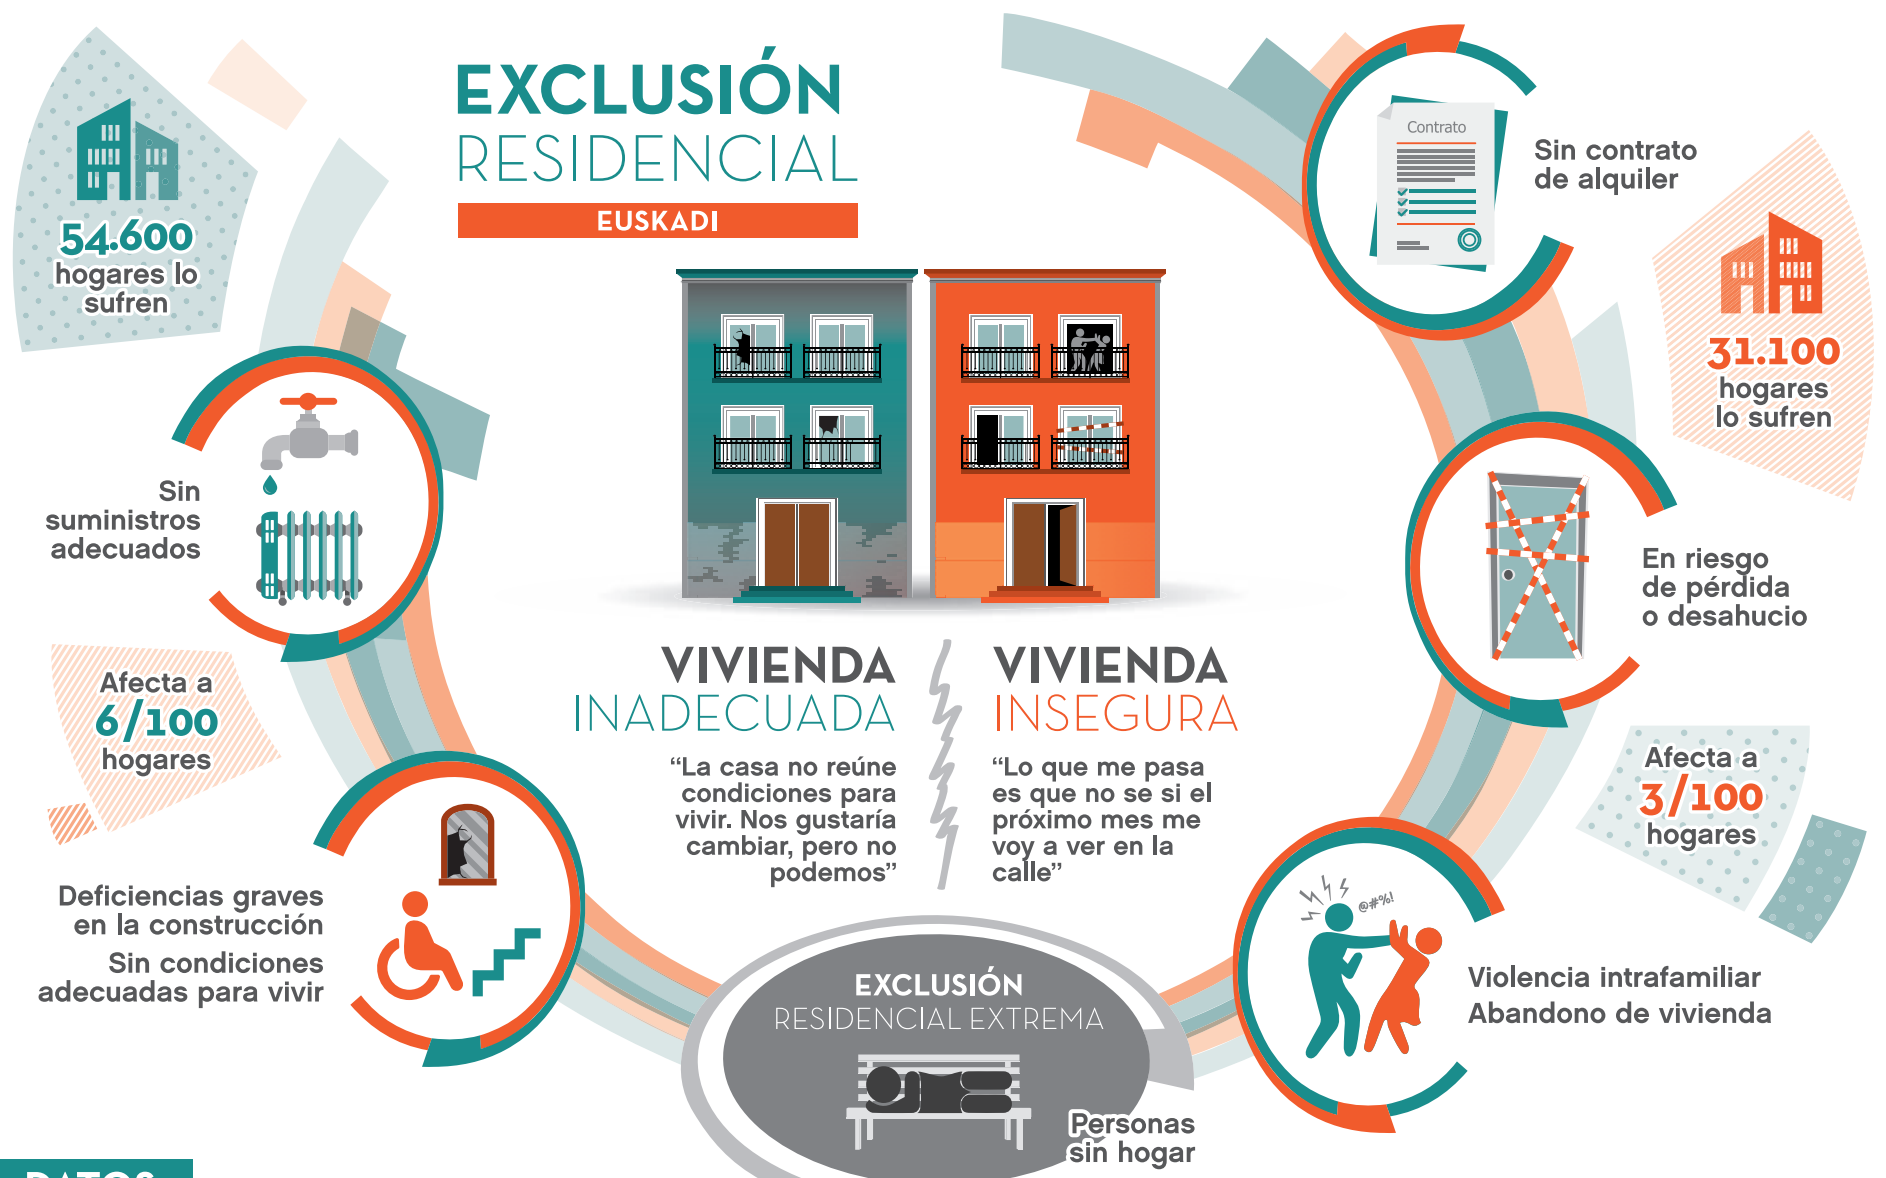 EXCLUSIÓN
RESIDENCIAL
EUSKADI
54.600
hogares lo
sufren
Sin
suministros
adecuados
Afecta a
6/100
hogares
Deficiencias graves
en la construcción
Sin condiciones
adecuadas para vivir
VIVIENDA
INADECUADA
“La casa no reúne
condiciones para
vivir. Nos gustaría
cambiar, pero no
podemos”
VIVIENDA
INSEGURA
“Lo que me pasa
es que no se si el
próximo mes me
voy a ver en la
calle”
Contrato
Sin contrato
de alquiler
31.100
hogares
lo sufren
En riesgo
de pérdida
o desahucio
Afecta a
3/100
hogares
@#%!
Violencia intrafamiliar
Abandono de vivienda
EXCLUSIÓN
RESIDENCIAL EXTREMA
Personas
sin hogar
DATOS